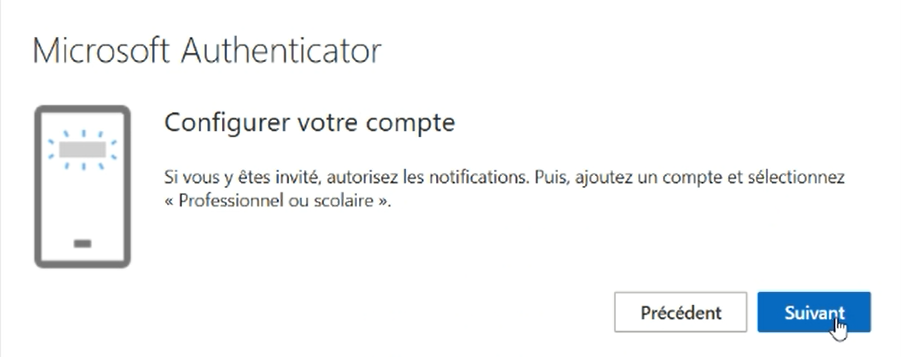 Microsoft Authenticator
Configurer votre compte
Si vous y êtes invité, autorisez les notifications. Puis, ajoutez un compte et sélectionnez
« Professionnel ou scolaire ».
Précédent
Suivant